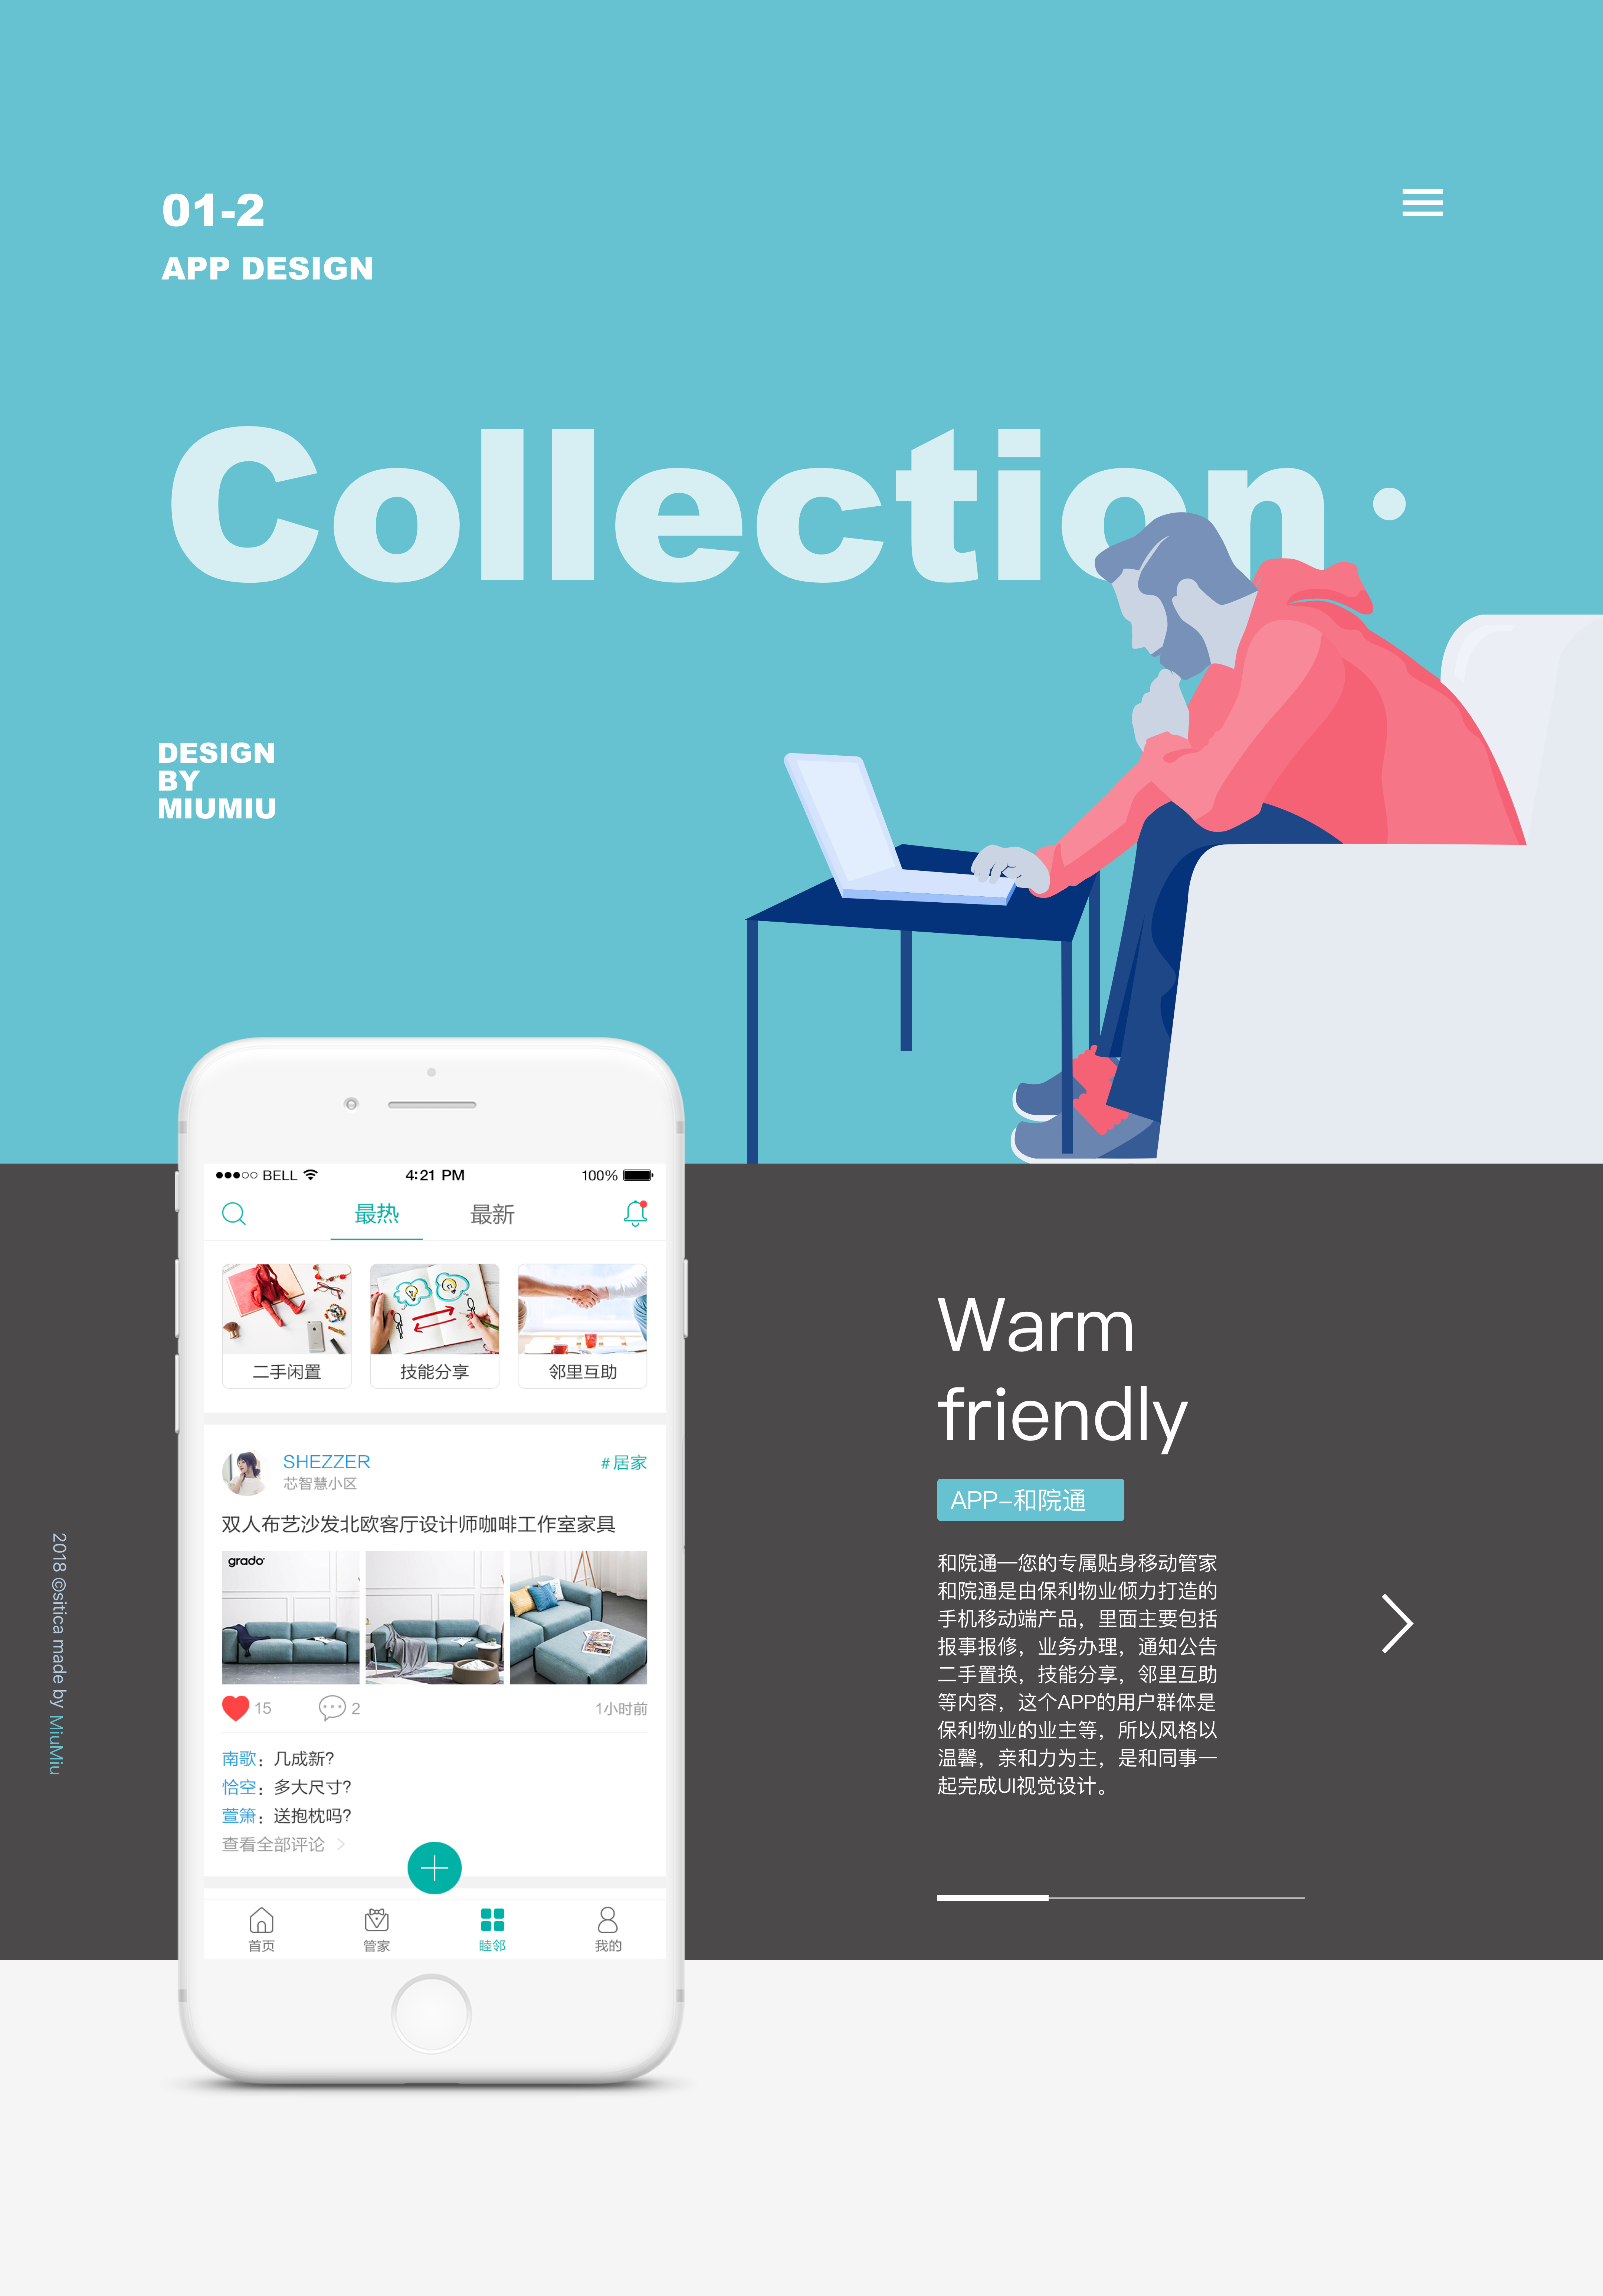 01-2
APP DESIGN
Collection
DESIGN
BY
MIUMIU
BELL
4:21 PM
100%
最热
最新
二手闲置
技能分享
邻里互助
SHEZZER
#居家
芯智慧小区
双人布艺沙发北欧客厅设计师咖啡工作室家具
grado
15
2
1小时前
南歌：几成新?
恰空：多大尺寸?
萱箫：送抱枕吗?
查看全部评论
首页
管家
睦邻
我的
Warm
friendly
APP-和院通
和院通—您的专属贴身移动管家
和院通是由保利物业倾力打造的
手机移动端产品，里面主要包括
报事报修，业务办理，通知公告
二手置换，技能分享，邻里互助
等内容，这个APP的用户群体是
保利物业的业主等，所以风格以
温馨，亲和力为主，是和同事一
起完成UI视觉设计。
2018 ©sitica made by MiuMiu